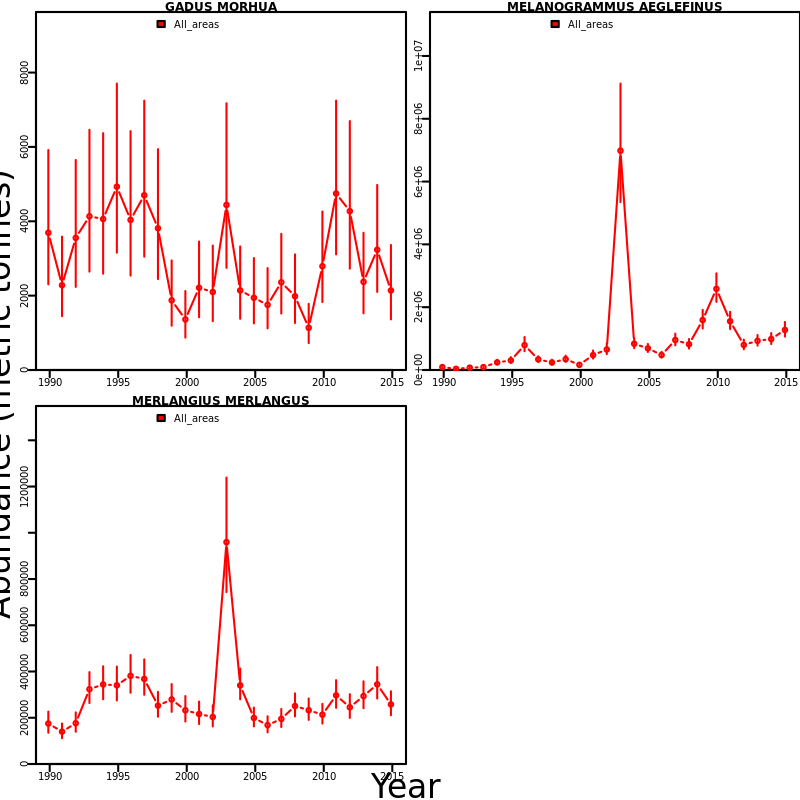 GADUS MORHUA
All_areas
8000
6000
4000
2000
0
1990 1995 2000 2005 2010 2015
MELANOGRAMMUS AEGLEFINUS
All_areas
1e+07
8e+06
6e+06
4e+06
2e+06
0e+00
1990 1995 2000 2005 2010 2015
MERLANGIUS MERLANGUS
All_areas
1200000
800000
600000
400000
200000
0
1990 1995 2000 2005 2010 2015
Abundance (metric tonnes)
Year